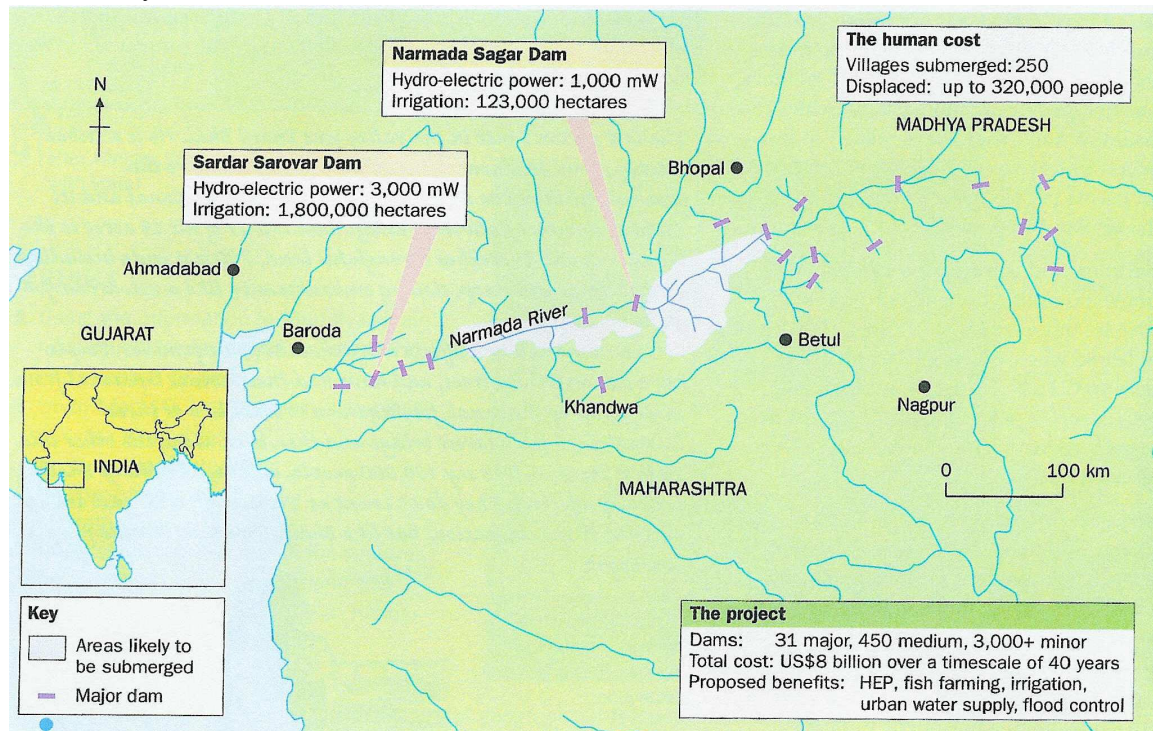 Narmada Sagar Dam
Hydro-electric power: 1,000 mW
Irrigation: 123,000 hectares
The human cost
Villages submerged: 250
Displaced: up to 320,000 people
N
MADHYA PRADESH
Sardar Sarovar Dam
Hydro-electric power: 3,000 mW
Irrigation: 1,800,000 hectares
Bhopal
Ahmadabad
GUJARAT
Baroda
Narmada River
Betul
Khandwa
Nagpur
INDIA
MAHARASHTRA
0 100 km
Key
Areas likely to
be submerged
Major dam
The project
Dams: 31 major, 450 medium, 3,000+ minor
Total cost: US$8 billion over a timescale of 40 years
Proposed benefits: HEP, fish farming, irrigation,
urban water supply, flood control